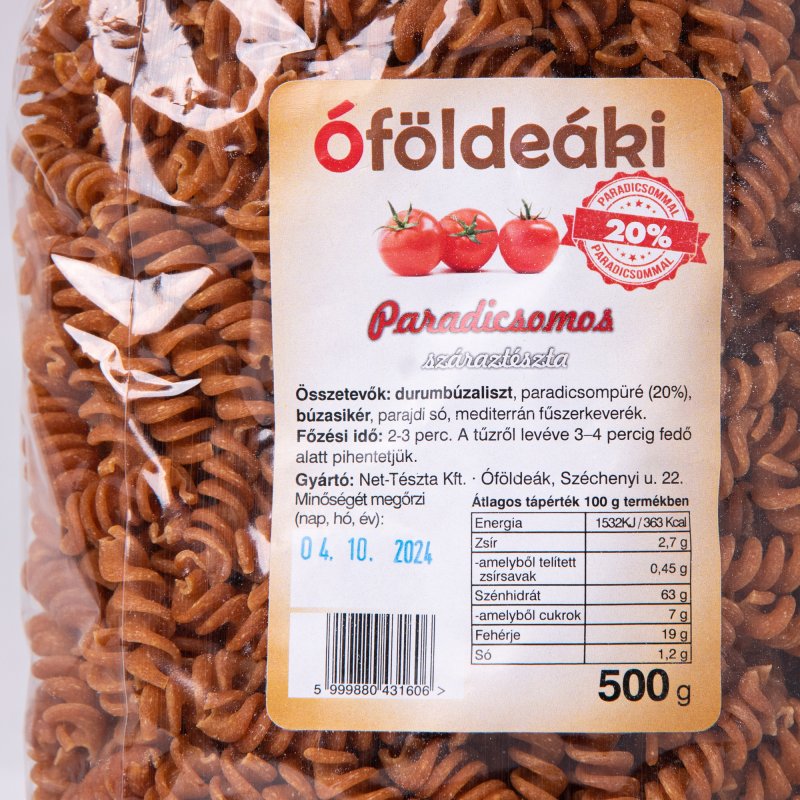 Óföldeáki
PARADICSOMMAL
20%
PARADICSOMMAL
Paradicsomos
száraztészta
Összetevők: durumbúzaliszt, paradicsompüré (20%),
búzasikér, parajdi só, mediterrán fűszerkeverék.
Főzési idő: 2-3 perc. A tűzről levéve 3–4 percig fedő
alatt pihentetjük.
Gyártó: Net-Tészta Kft. · Óföldeák, Széchenyi u. 22.
Minőségét megőrzi
(nap, hó, év):
04. 10. 2024
Átlagos tápérték 100 g termékben
Energia 1532KJ / 363 Kcal
Zsír 2,7 g
-amelyből telített
zsírsavak 0,45 g
Szénhidrát 63 g
-amelyből cukrok 7 g
Fehérje 19 g
Só 1,2 g
5 999880 431606 >
500 g